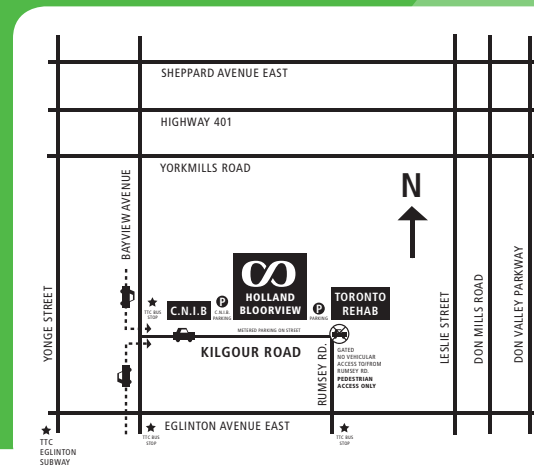 SHEPPARD AVENUE EAST
HIGHWAY 401
YORKMILLS ROAD
N
BAYVIEW AVENUE
YONGE STREET
LESLIE STREET
DON MILLS ROAD
DON VALLEY PARKWAY
TTC BUS
STOP
C.N.I.B
P
C.N.I.B.
PARKING
HOLLAND
BLOORVIEW
P
PARKING
TORONTO
REHAB
METERED PARKING ON STREET
KILGOUR ROAD
RUMSEY RD.
GATED
NO VEHICULAR
ACCESS TO/FROM
RUMSEY RD.
PEDESTRIAN
ACCESS ONLY
EGLINTON AVENUE EAST
TTC
EGLINTON
SUBWAY
TTC BUS
STOP
TTC BUS
STOP